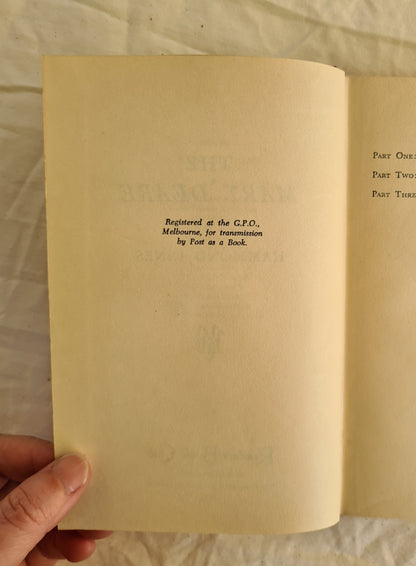 Registered at the G.P.O.,
Melbourne, for transmission
by Post as a Book.
Part One:
Part Two:
Part Thre